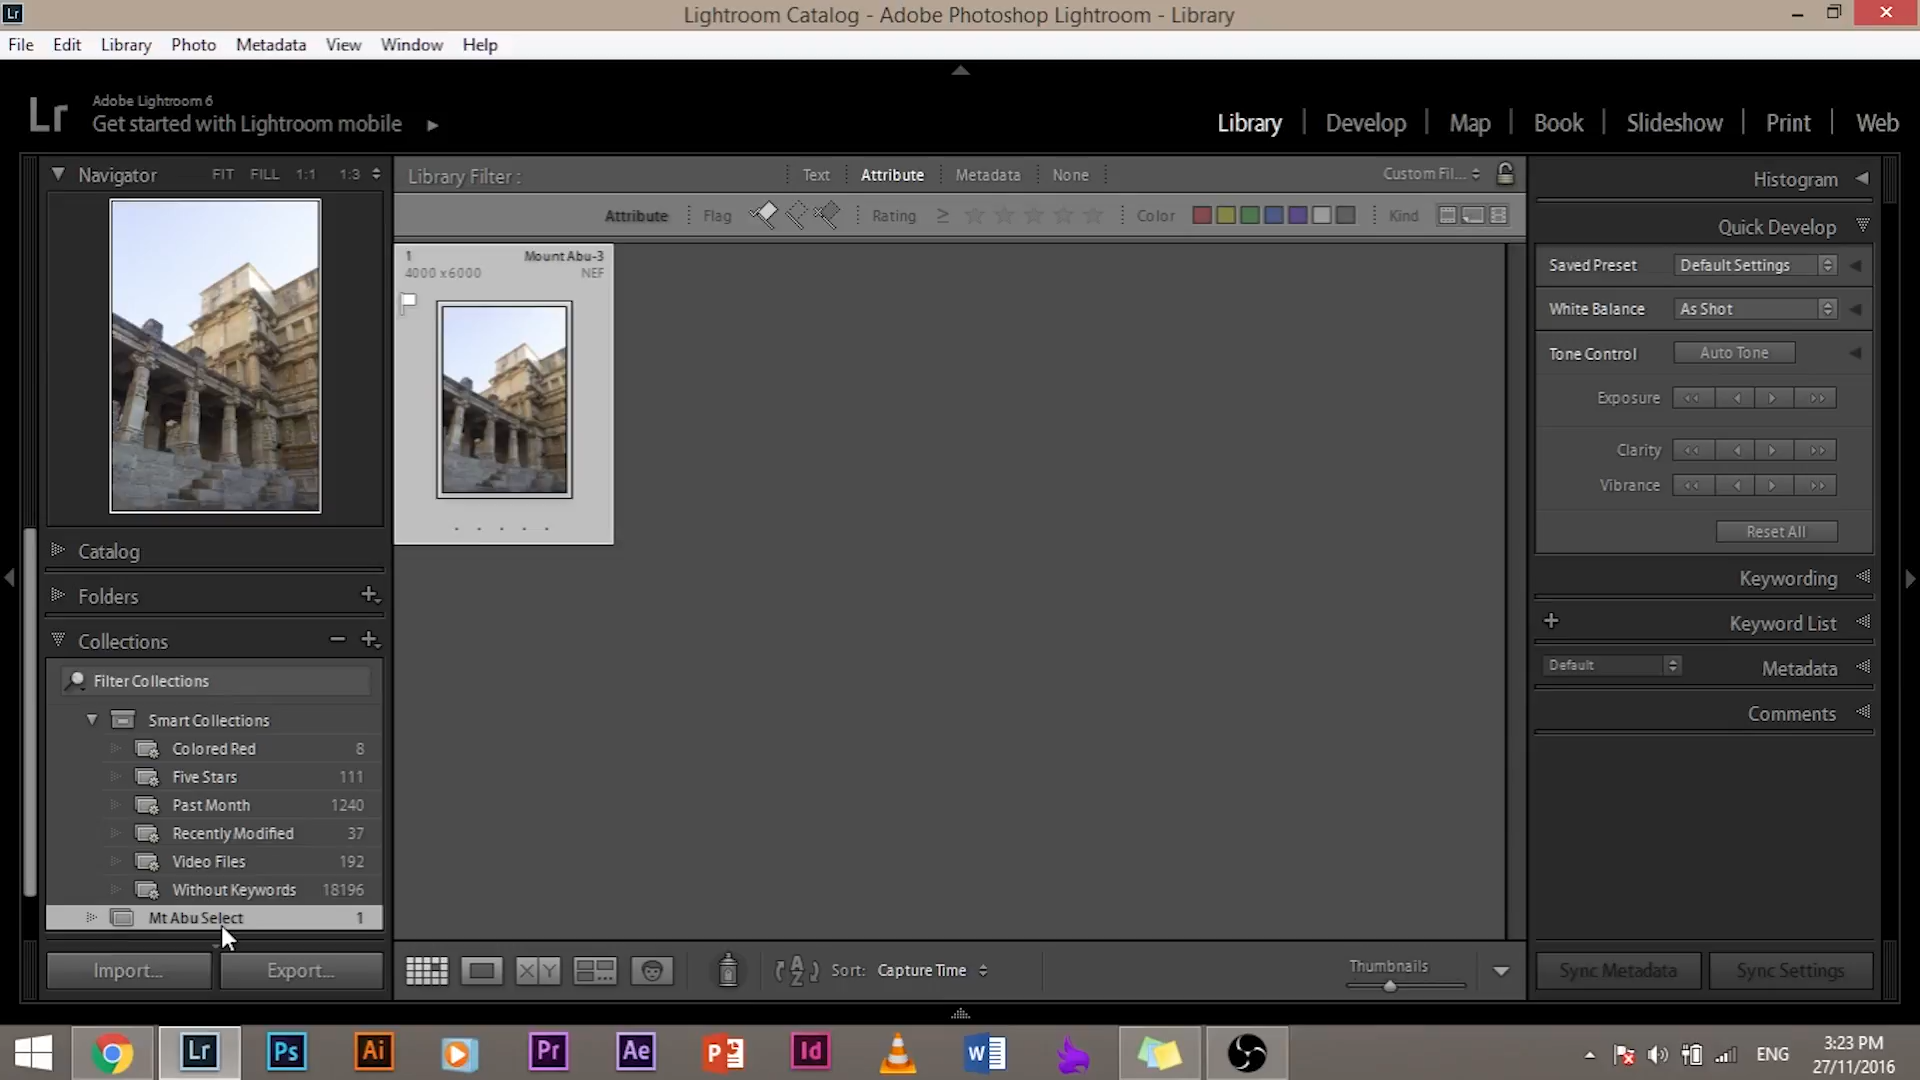 Lr
Lightroom Catalog - Adobe Photoshop Lightroom - Library
File Edit Library Photo Metadata View Window Help
Lr
Adobe Lightroom 6
Get started with Lightroom mobile
Library Develop Map Book Slideshow Print Web
Navigator FIT FILL 1:1 1:3
Library Filter : Text Attribute Metadata None Custom Fil...
Attribute Flag Rating ≥ Color Kind
1 Mount Abu-3
4000 x 6000 NEF
Histogram
Quick Develop
Saved Preset Default Settings
White Balance As Shot
Tone Control Auto Tone
Exposure
Clarity
Vibrance
Reset All
Keywording
Keyword List
Default Metadata
Comments
Catalog
Folders
Collections
Filter Collections
Smart Collections
Colored Red 8
Five Stars 111
Past Month 1240
Recently Modified 37
Video Files 192
Without Keywords 18196
Mt Abu Select 1
Import... Export...
XY
AZ Sort: Capture Time
Thumbnails
Sync Metadata Sync Settings
Lr Ps Ai Pr Ae P Id W
ENG
3:23 PM
27/11/2016